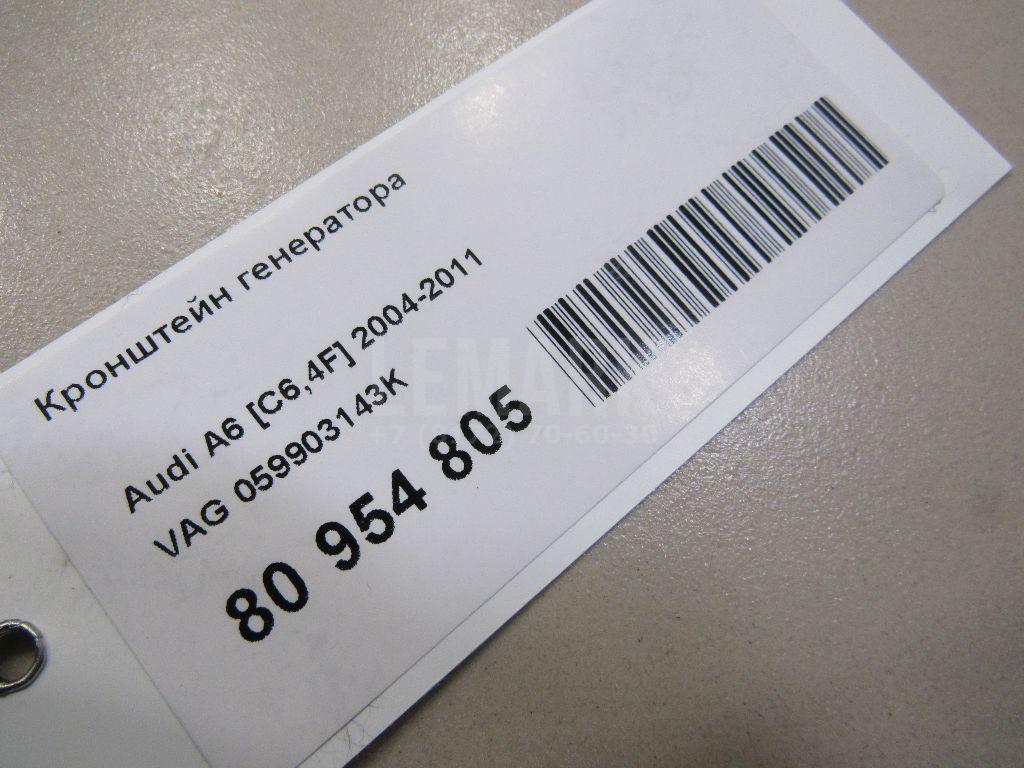 Кронштейн генератора
Audi A6 [C6,4F] 2004-2011
VAG 059903143K
80 954 805